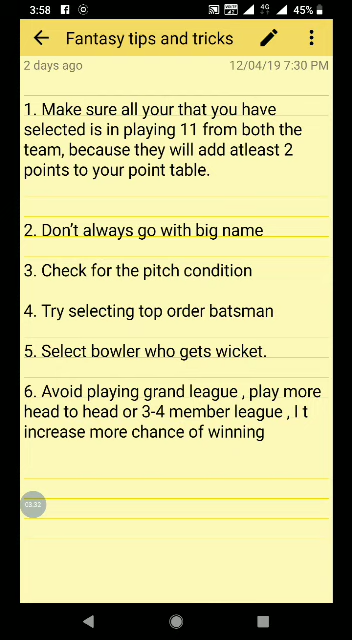 3:58 4G 45%
Fantasy tips and tricks
2 days ago 12/04/19 7:30 PM
1. Make sure all your that you have
selected is in playing 11 from both the
team, because they will add atleast 2
points to your point table.
2. Don't always go with big name
3. Check for the pitch condition
4. Try selecting top order batsman
5. Select bowler who gets wicket.
6. Avoid playing grand league , play more
head to head or 3-4 member league , I t
increase more chance of winning
03:32